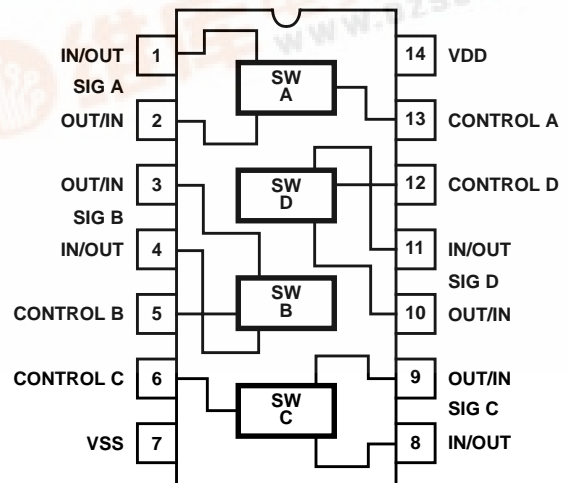 IN/OUT 1
SIG A
OUT/IN 2
OUT/IN 3
SIG B
IN/OUT 4
CONTROL B 5
CONTROL C 6
VSS 7
SW
A
SW
D
SW
B
SW
C
14 VDD
13 CONTROL A
12 CONTROL D
11 IN/OUT
SIG D
10 OUT/IN
9 OUT/IN
SIG C
8 IN/OUT